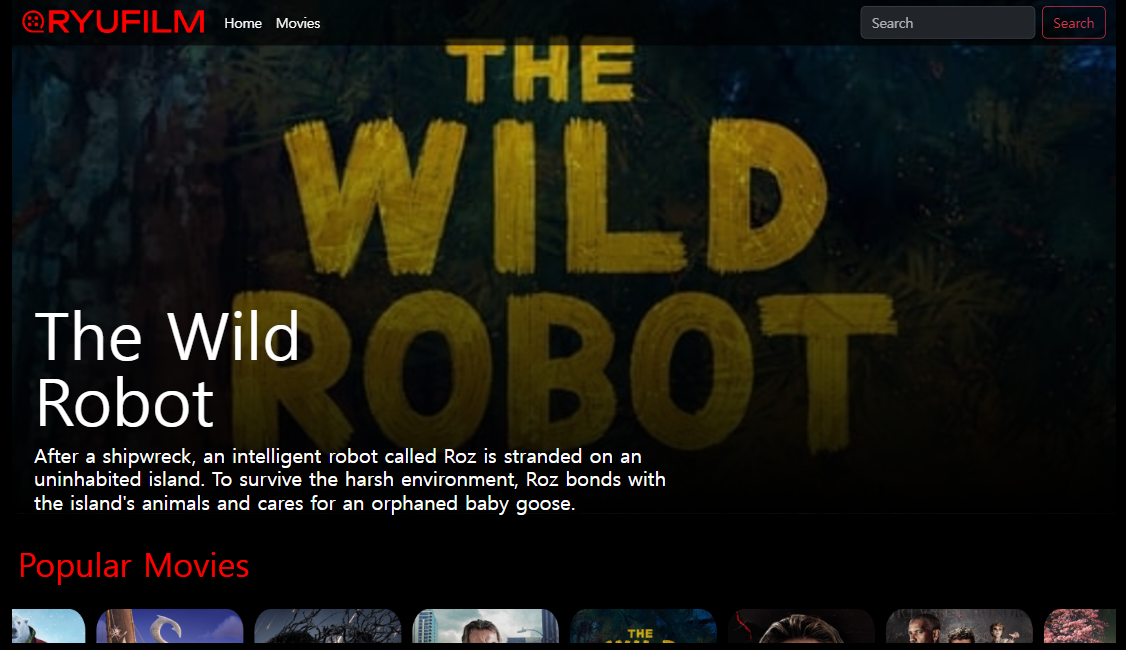 RYUFILM
Home
Movies
Search
Search
THE
WILD
ROBOT
The Wild
Robot
After a shipwreck, an intelligent robot called Roz is stranded on an
uninhabited island. To survive the harsh environment, Roz bonds with
the island's animals and cares for an orphaned baby goose.
Popular Movies
THE